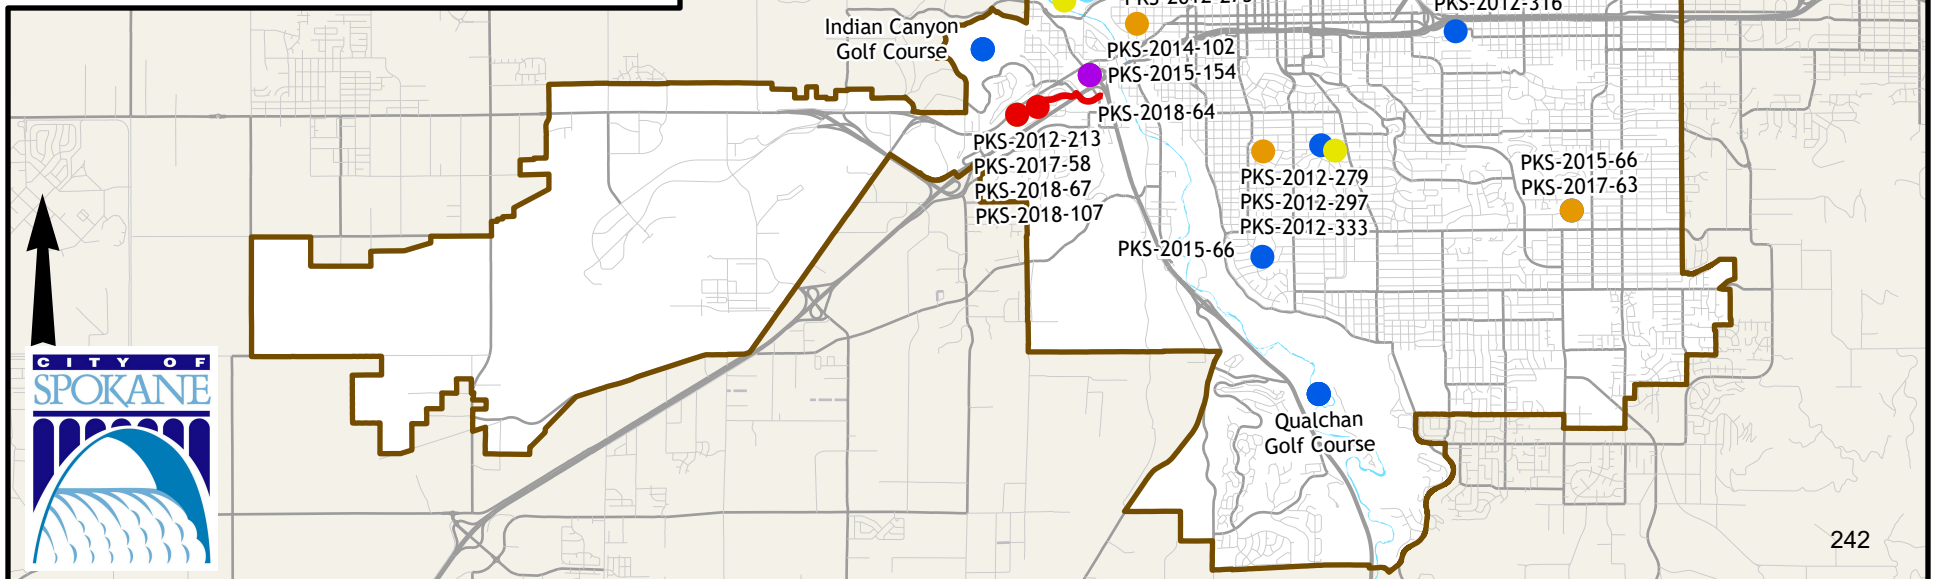 PKS-2012-316
Indian Canyon
Golf Course
PKS-2014-102
PKS-2015-154
PKS-2018-64
PKS-2012-213
PKS-2017-58
PKS-2018-67
PKS-2018-107
PKS-2012-279
PKS-2012-297
PKS-2012-333
PKS-2015-66
PKS-2017-63
PKS-2015-66
Qualchan
Golf Course
CITY OF
SPOKANE
242